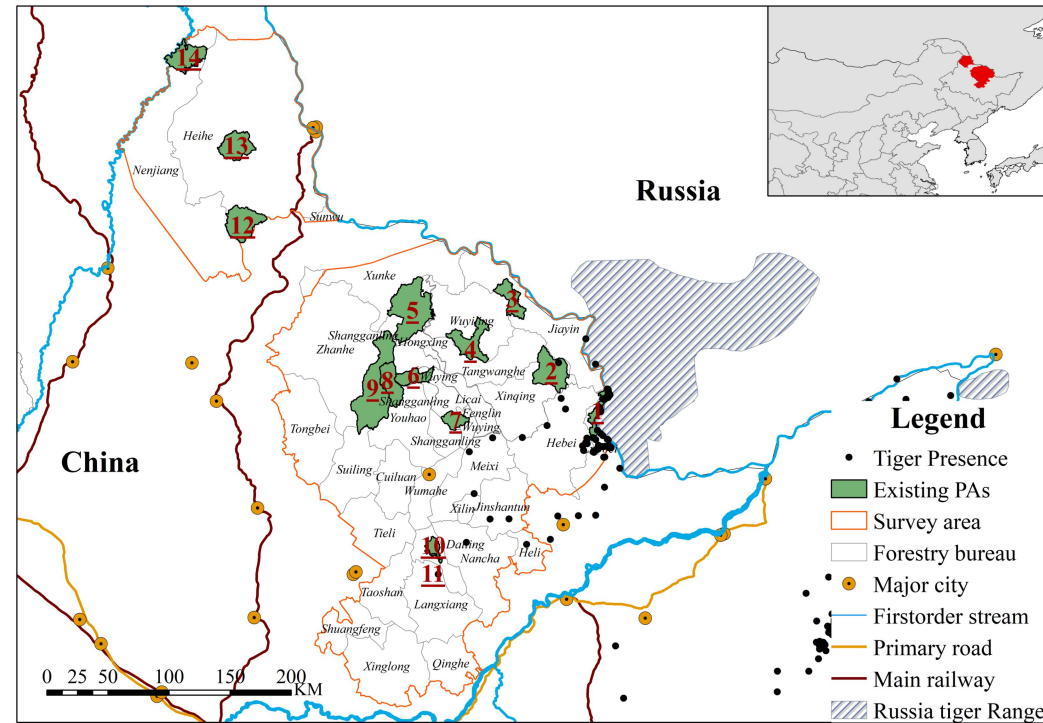 14
Heihe
13
Nenjiang
Russia
12
Sunwu
Xunke
3
5
Wuyiling
Jiayin
Shangganling
Hongxing
4
Zhanhe
2
Tangwanghe
6
Wuying
8
9
Xinqing
Licai
Shangganling
1
Fenglin
Youhao
7
Wuying
Tongbei
Shangganling
Hebei
China
Meixi
Suiling
Cuiluan
Wumahe
Xilin
Jinshantun
Tieli
10
Dailing
Nancha
Heli
11
Taoshan
Langxiang
Shuangfeng
Xinglong
Qinghe
0 25 50 100 150 200
KM
Legend
Tiger Presence
Existing PAs
Survey area
Forestry bureau
Major city
Firstorder stream
Primary road
Main railway
Russia tiger Range